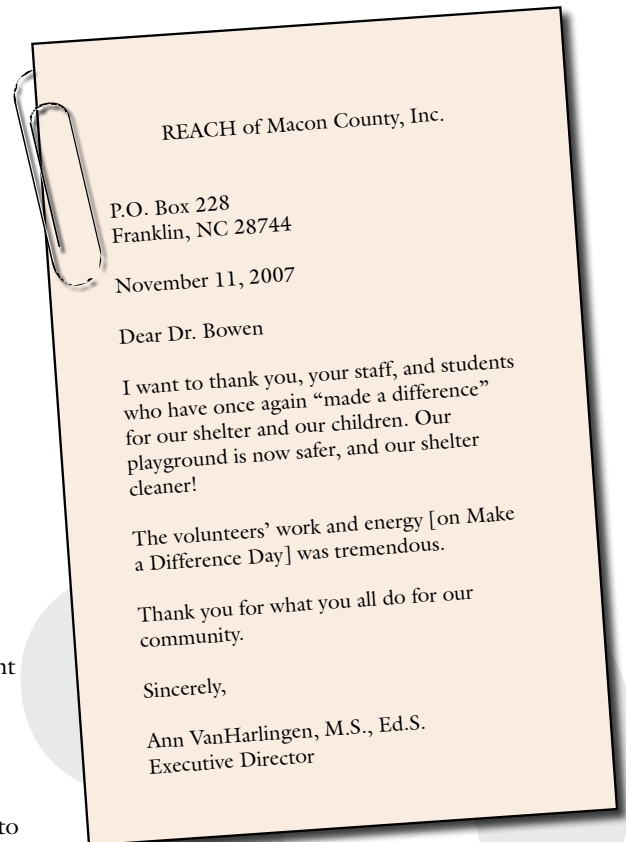 REACH of Macon County, Inc.
P.O. Box 228
Franklin, NC 28744
November 11, 2007
Dear Dr. Bowen
I want to thank you, your staff, and students
who have once again “made a difference”
for our shelter and our children. Our
playground is now safer, and our shelter
cleaner!
The volunteers’ work and energy [on Make
a Difference Day] was tremendous.
Thank you for what you all do for our
community.
Sincerely,
Ann VanHarlingen, M.S., Ed.S.
Executive Director
to